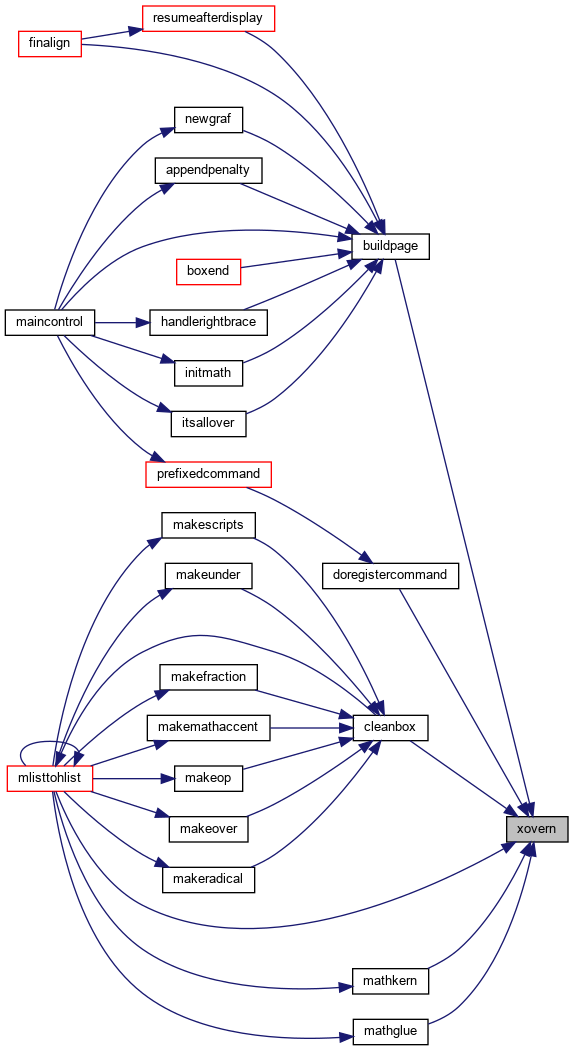 resumeafterdisplay
finalign
newgraf
appendpenalty
buildpage
boxend
maincontrol
handlerightbrace
initmath
itsallover
prefixedcommand
makescripts
makeunder
doregistercommand
makefraction
makemathaccent
cleanbox
mlisttohlist
makeop
makeover
xovern
makeradical
mathkern
mathglue